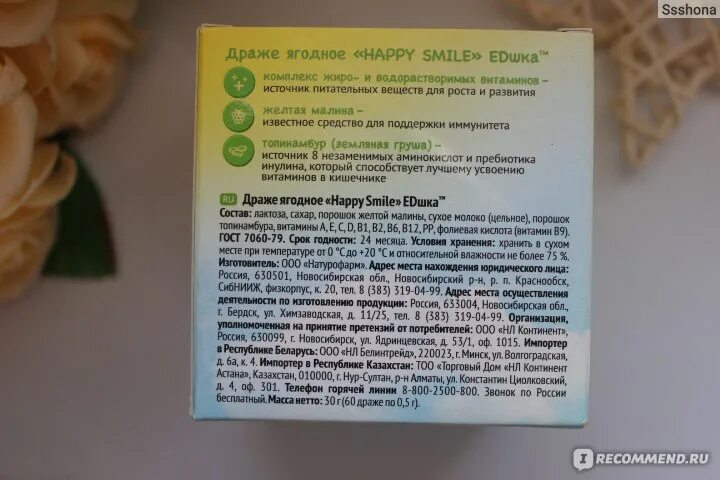 Ssshona
Драже ягодное «HAPPY SMILE» EDшка™
комплекс жиро- и водорастворимых витаминов –
источник питательных веществ для роста и развития
желтая малина –
известное средство для поддержки иммунитета
топинамбур (земляная груша) –
источник 8 незаменимых аминокислот и пребиотика
инулина, который способствует лучшему усвоению
витаминов в кишечнике
RU Драже ягодное «Happy Smile» EDшка™
Состав: лактоза, сахар, порошок желтой малины, сухое молоко (цельное), порошок
топинамбура, витамины А, Е, С, D, B1, B2, B6, B12, PP, фолиевая кислота (витамин В9).
ГОСТ 7060-79. Срок годности: 24 месяца. Условия хранения: хранить в сухом
месте при температуре от 0 °С до +20 °С и относительной влажности не более 75 %.
Изготовитель: ООО «Натурофарм». Адрес места нахождения юридического лица:
Россия, 630501, Новосибирская обл., Новосибирский р-н, р. п. Краснообск,
СибНИИЖ, физкорпус, к. 20, тел. 8 (383) 319-04-99. Адрес места осуществления
деятельности по изготовлению продукции: Россия, 633004, Новосибирская обл.,
г. Бердск, ул. Химзаводская, д. 11/25, тел. 8 (383) 319-04-99. Организация,
уполномоченная на принятие претензий от потребителей: ООО «НЛ Континент»,
Россия, 630099, г. Новосибирск, ул. Ядринцевская, д. 53/1, оф. 1015. Импортер
в Республике Беларусь: ООО «НЛ Белинтрейд», 220023, г. Минск, ул. Волгоградская,
д. 6а, к. 4. Импортер в Республике Казахстан: ТОО «Торговый Дом «НЛ Континент
Астана», Казахстан, 010000, г. Нур-Султан, р-н Алматы, ул. Константин Циолковский,
д. 4, оф. 301. Телефон горячей линии 8-800-2500-800. Звонок по России
бесплатный. Масса нетто: 30 г (60 драже по 0,5 г).
I RECOMMEND.RU